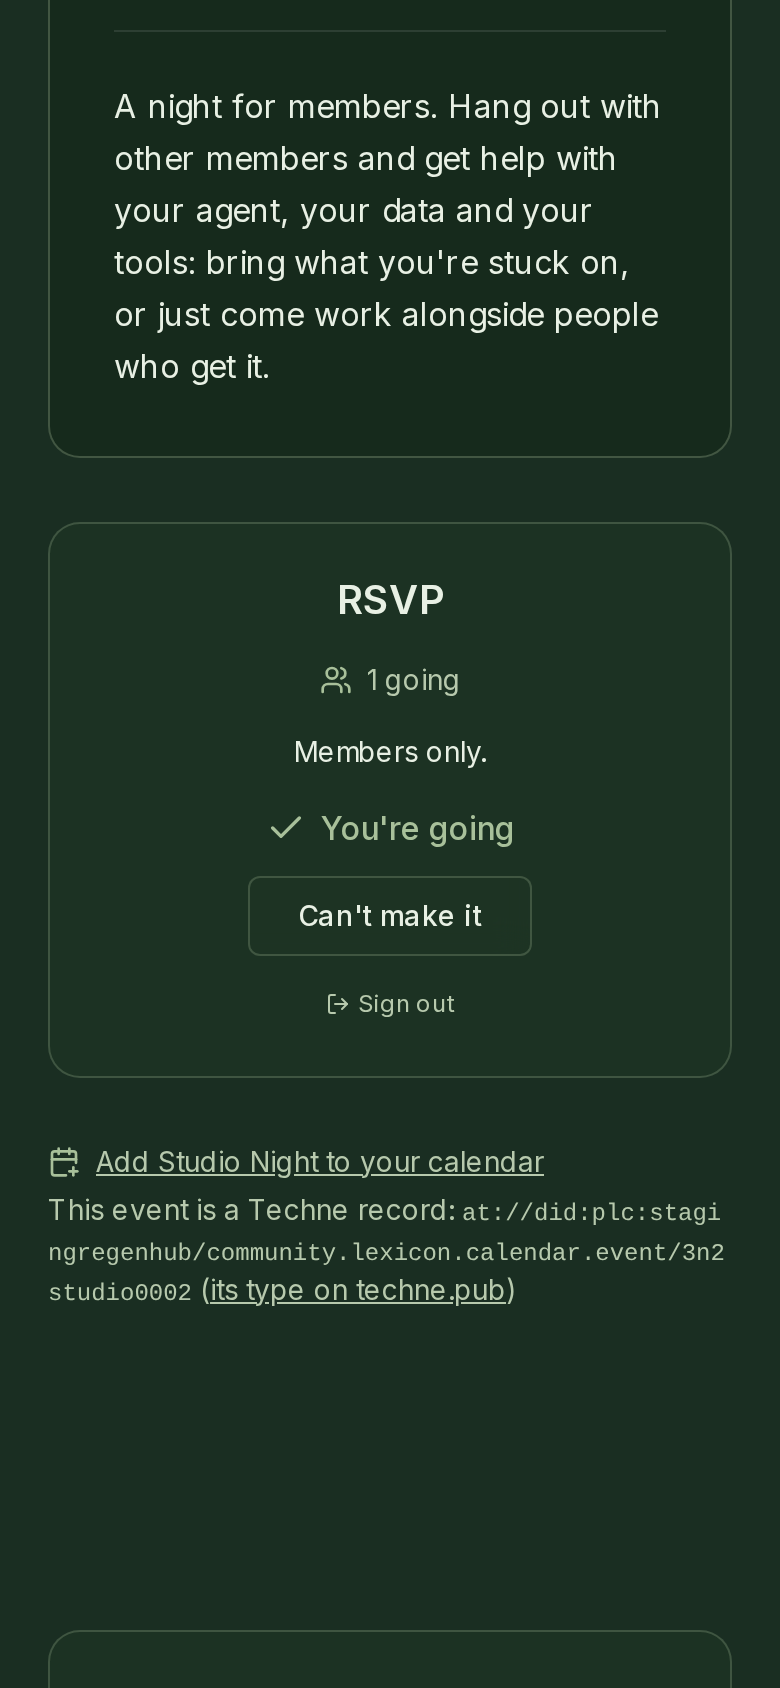 A night for members. Hang out with
other members and get help with
your agent, your data and your
tools: bring what you're stuck on,
or just come work alongside people
who get it.
RSVP
1 going
Members only.
You're going
Can't make it
Sign out
Add Studio Night to your calendar
This event is a Techne record: at://did:plc:stagi
ngregenhub/community.lexicon.calendar.event/3n2
studio0002 (its type on techne.pub)